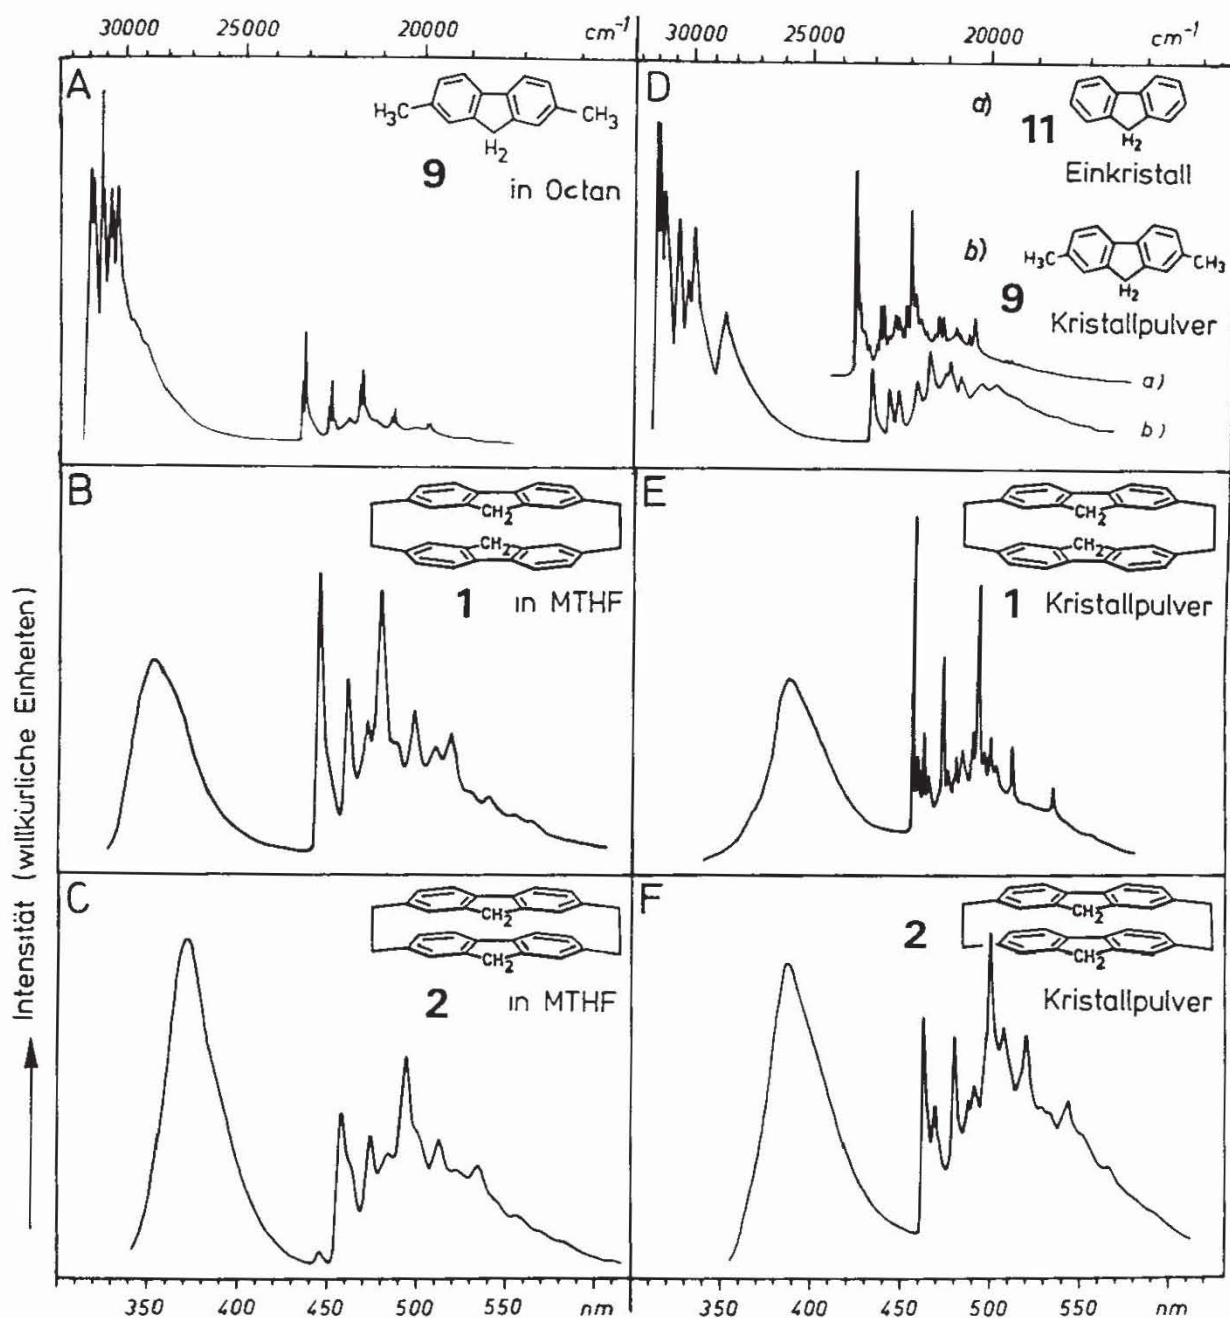 30000 25000 20000 cm⁻¹
30000 25000 20000 cm⁻¹
A
H₃C
CH₃
H₂
9
in Octan
D
a)
11
H₂
Einkristall
b)
H₃C
CH₃
H₂
9
Kristallpulver
a)
b)
B
CH₂
CH₂
1 in MTHF
E
CH₂
CH₂
1 Kristallpulver
C
CH₂
CH₂
2 in MTHF
F
2
CH₂
CH₂
Kristallpulver
Intensität (willkürliche Einheiten)
350 400 450 500 550 nm
350 400 450 500 550 nm